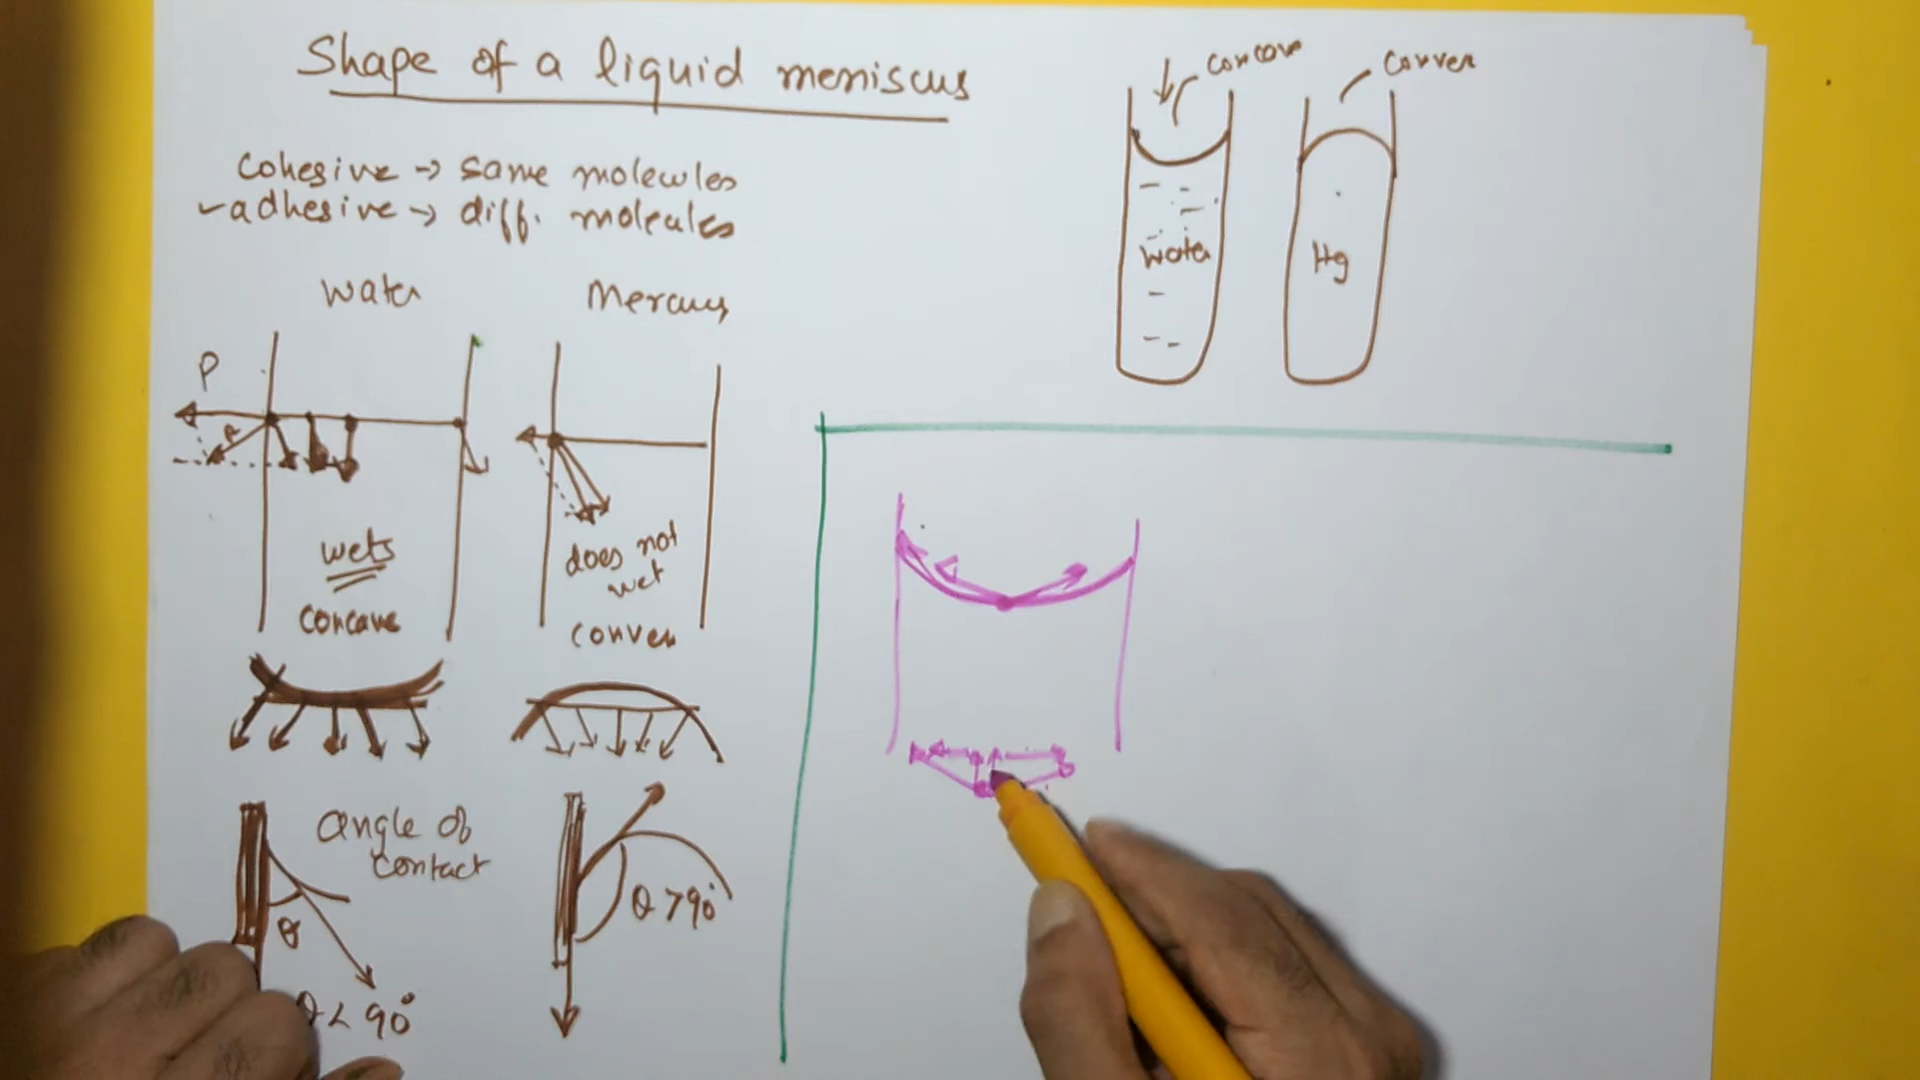 Shape of a liquid meniscus
Cohesive → same molecules
✓adhesive → diff. molecules
concave
convex
Water
Hg
Water
Mercury
P
R
wets
concave
does not
wet
convex
angle of
contact
θ
θ < 90°
θ > 90°